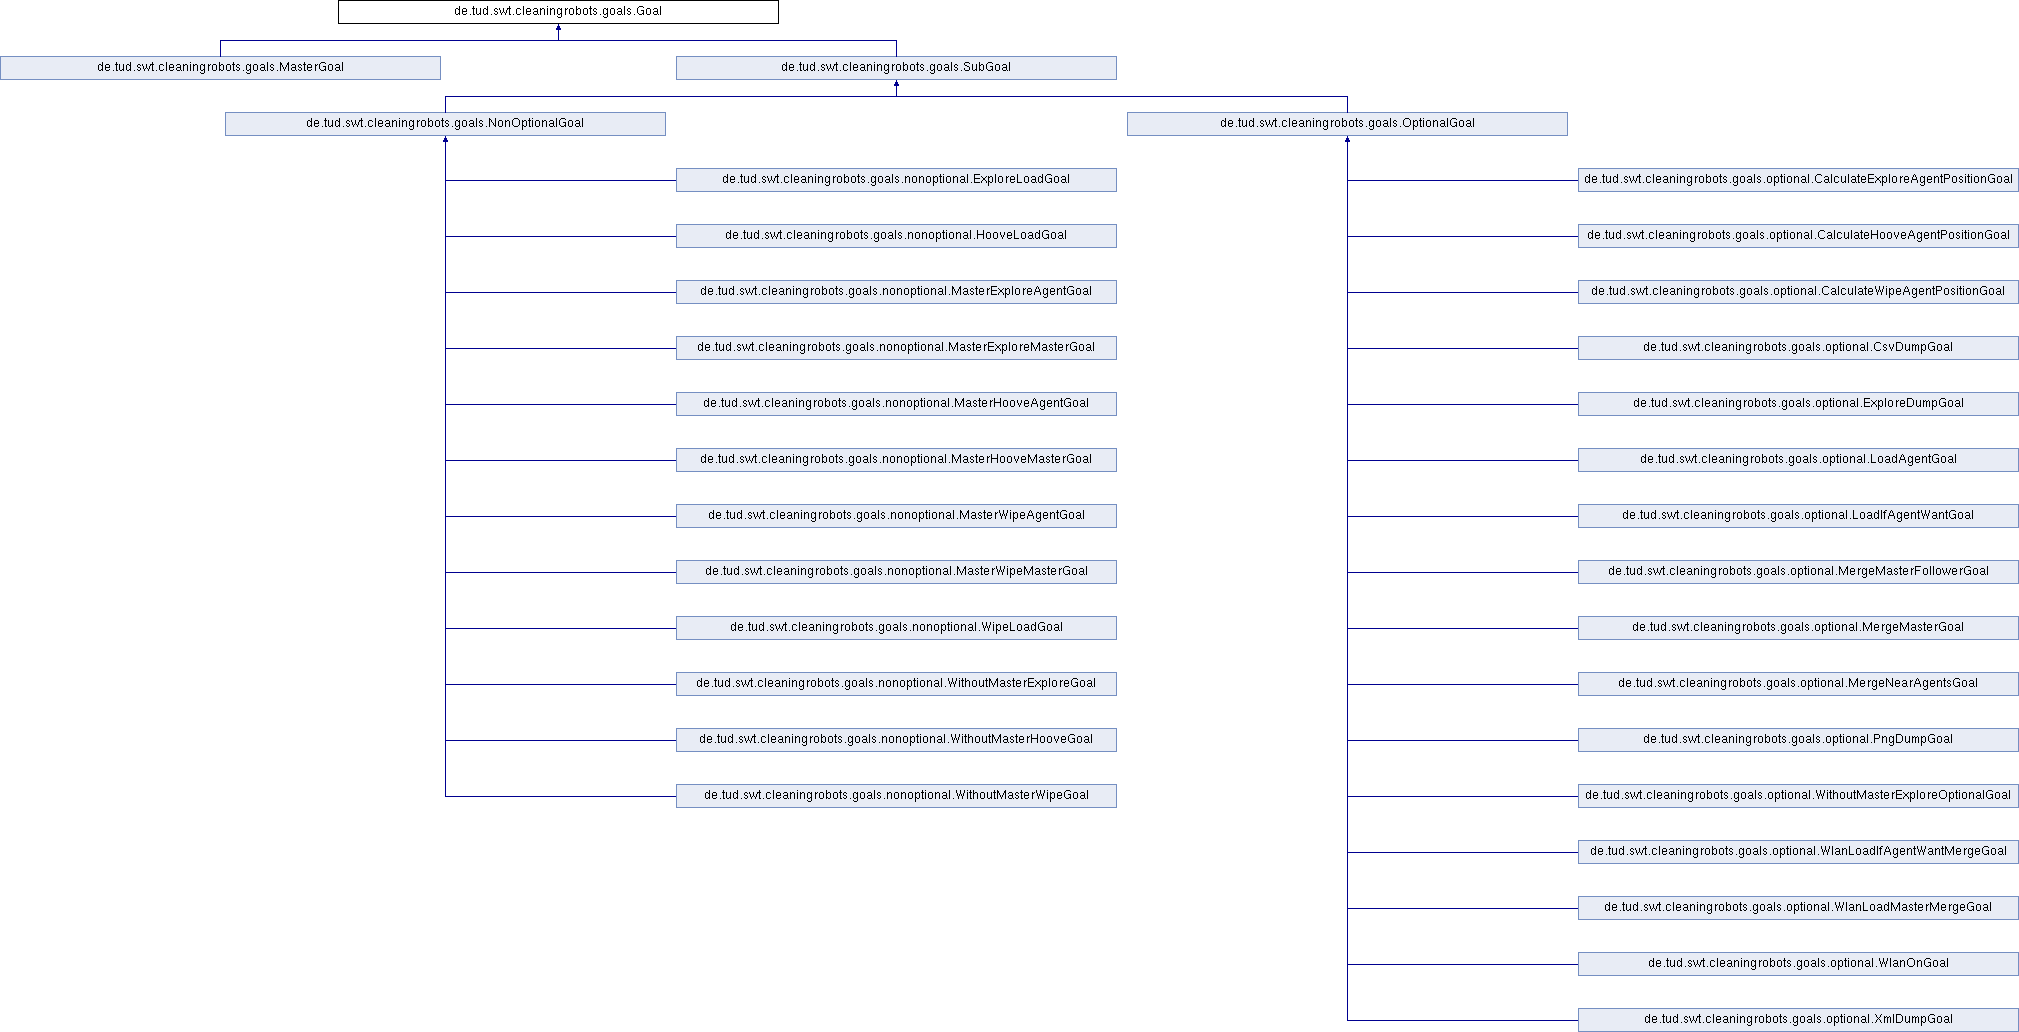 de.tud.swt.cleaningrobots.goals.Goal
de.tud.swt.cleaningrobots.goals.MasterGoal
de.tud.swt.cleaningrobots.goals.SubGoal
de.tud.swt.cleaningrobots.goals.NonOptionalGoal
de.tud.swt.cleaningrobots.goals.OptionalGoal
de.tud.swt.cleaningrobots.goals.nonoptional.ExploreLoadGoal
de.tud.swt.cleaningrobots.goals.nonoptional.HooveLoadGoal
de.tud.swt.cleaningrobots.goals.nonoptional.MasterExploreAgentGoal
de.tud.swt.cleaningrobots.goals.nonoptional.MasterExploreMasterGoal
de.tud.swt.cleaningrobots.goals.nonoptional.MasterHooveAgentGoal
de.tud.swt.cleaningrobots.goals.nonoptional.MasterHooveMasterGoal
de.tud.swt.cleaningrobots.goals.nonoptional.MasterWipeAgentGoal
de.tud.swt.cleaningrobots.goals.nonoptional.MasterWipeMasterGoal
de.tud.swt.cleaningrobots.goals.nonoptional.WipeLoadGoal
de.tud.swt.cleaningrobots.goals.nonoptional.WithoutMasterExploreGoal
de.tud.swt.cleaningrobots.goals.nonoptional.WithoutMasterHooveGoal
de.tud.swt.cleaningrobots.goals.nonoptional.WithoutMasterWipeGoal
de.tud.swt.cleaningrobots.goals.optional.CalculateExploreAgentPositionGoal
de.tud.swt.cleaningrobots.goals.optional.CalculateHooveAgentPositionGoal
de.tud.swt.cleaningrobots.goals.optional.CalculateWipeAgentPositionGoal
de.tud.swt.cleaningrobots.goals.optional.CsvDumpGoal
de.tud.swt.cleaningrobots.goals.optional.ExploreDumpGoal
de.tud.swt.cleaningrobots.goals.optional.LoadAgentGoal
de.tud.swt.cleaningrobots.goals.optional.LoadIfAgentWantGoal
de.tud.swt.cleaningrobots.goals.optional.MergeMasterFollowerGoal
de.tud.swt.cleaningrobots.goals.optional.MergeMasterGoal
de.tud.swt.cleaningrobots.goals.optional.MergeNearAgentsGoal
de.tud.swt.cleaningrobots.goals.optional.PngDumpGoal
de.tud.swt.cleaningrobots.goals.optional.WithoutMasterExploreOptionalGoal
de.tud.swt.cleaningrobots.goals.optional.WlanLoadIfAgentWantMergeGoal
de.tud.swt.cleaningrobots.goals.optional.WlanLoadMasterMergeGoal
de.tud.swt.cleaningrobots.goals.optional.WlanOnGoal
de.tud.swt.cleaningrobots.goals.optional.XmlDumpGoal